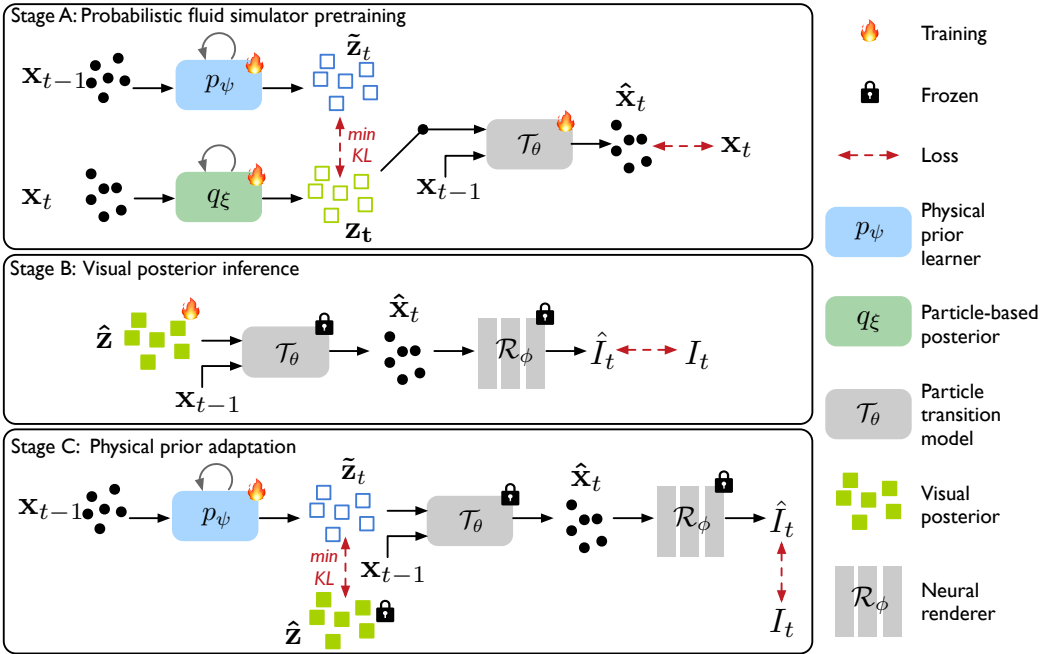 Stage A: Probabilistic fluid simulator pretraining
x_{t−1}
p_ψ
z̃_t
min
KL
x_t
q_ξ
z_t
x_{t−1}
𝒯_θ
x̂_t
x_t
Stage B: Visual posterior inference
ẑ
x_{t−1}
𝒯_θ
x̂_t
ℛ_ϕ
Î_t
I_t
Stage C: Physical prior adaptation
x_{t−1}
p_ψ
z̃_t
min
KL
ẑ
x_{t−1}
𝒯_θ
x̂_t
ℛ_ϕ
Î_t
I_t
Training
Frozen
Loss
p_ψ
Physical
prior
learner
q_ξ
Particle-based
posterior
𝒯_θ
Particle
transition
model
Visual
posterior
ℛ_ϕ
Neural
renderer